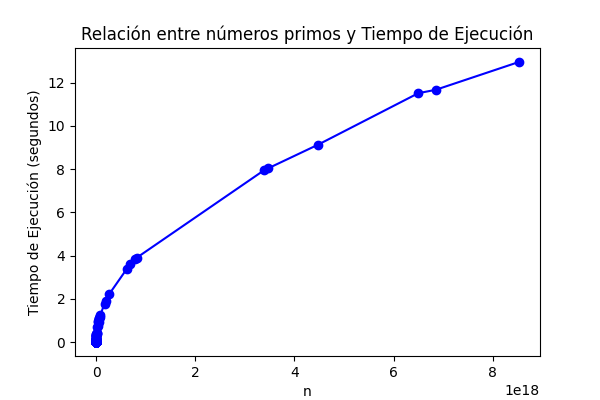 Relación entre números primos y Tiempo de Ejecución
Tiempo de Ejecución (segundos)
12
10
8
6
4
2
0
0 2 4 6 8
1e18
n